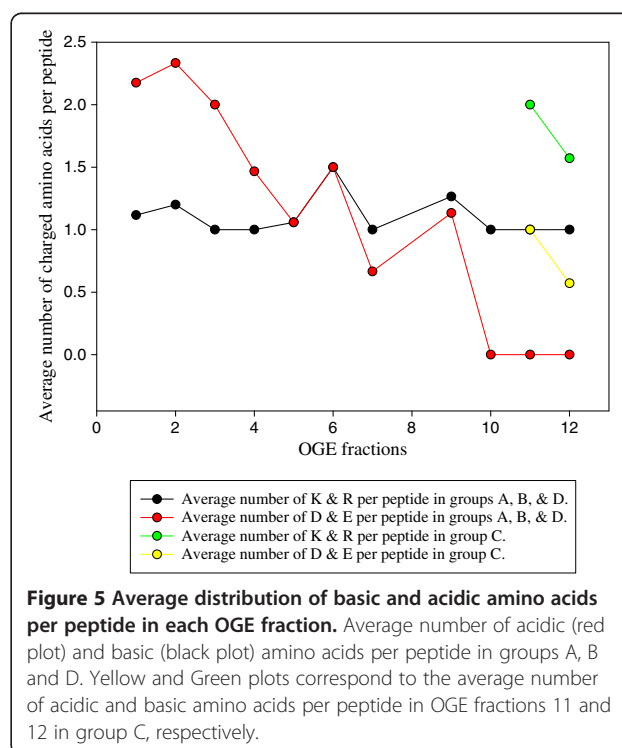 Average number of charged amino acids per peptide
2.5
2.0
1.5
1.0
0.5
0.0
0 2 4 6 8 10 12
OGE fractions
Average number of K & R per peptide in groups A, B, & D.
Average number of D & E per peptide in groups A, B, & D.
Average number of K & R per peptide in group C.
Average number of D & E per peptide in group C.
Figure 5 Average distribution of basic and acidic amino acids
per peptide in each OGE fraction. Average number of acidic (red
plot) and basic (black plot) amino acids per peptide in groups A, B
and D. Yellow and Green plots correspond to the average number
of acidic and basic amino acids per peptide in OGE fractions 11 and
12 in group C, respectively.